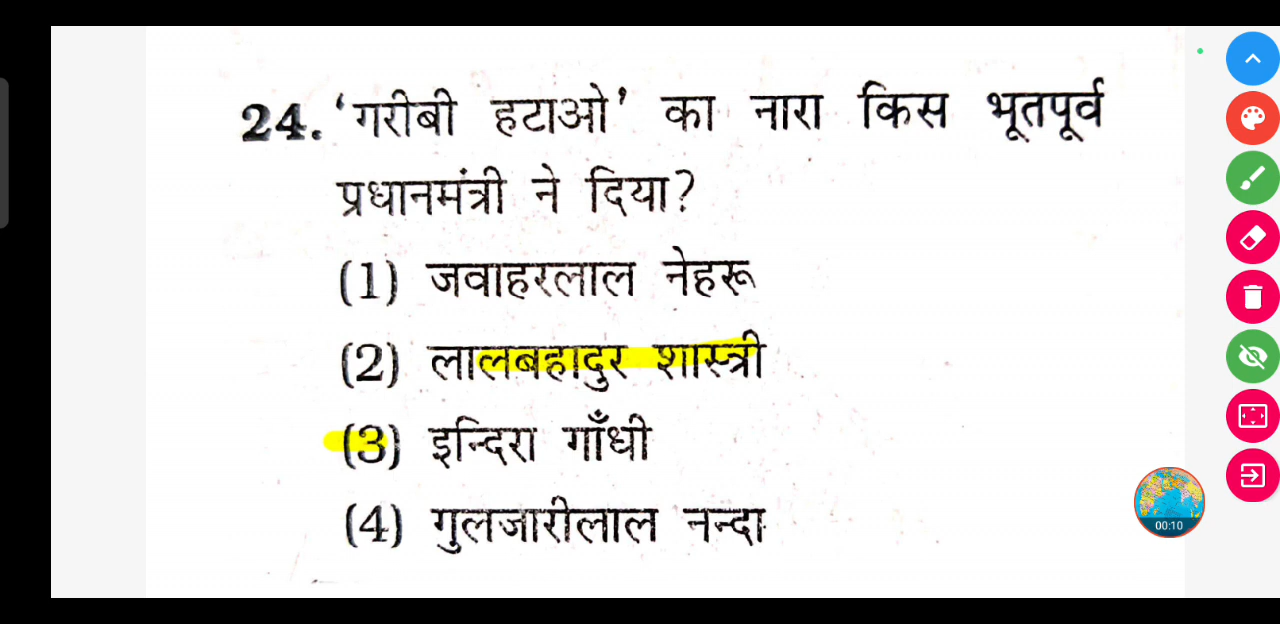 24. ‘गरीबी हटाओ’ का नारा किस भूतपूर्व
प्रधानमंत्री ने दिया?
(1) जवाहरलाल नेहरू
(2) लालबहादुर शास्त्री
(3) इन्दिरा गाँधी
(4) गुलजारीलाल नन्दा
00:10